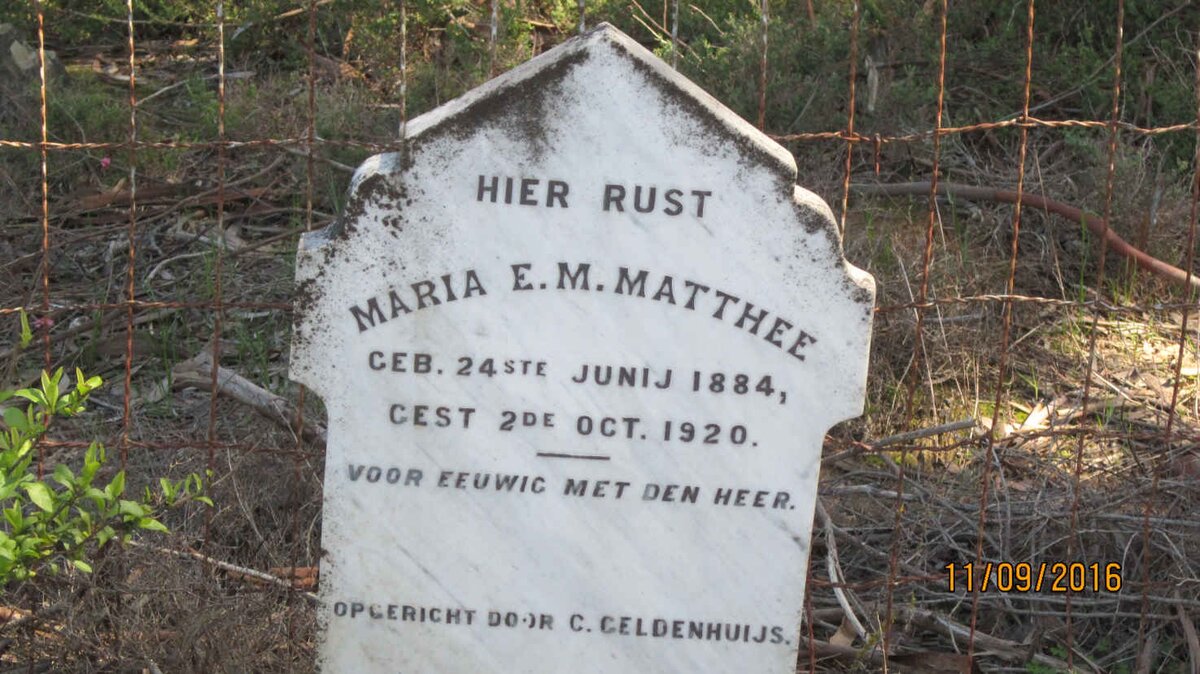 HIER RUST
MARIA E.M. MATTHEE
GEB. 24STE JUNIJ 1884,
GEST 2DE OCT. 1920.
VOOR EEUWIG MET DEN HEER.
OPGERICHT DOOR C. GELDENHUIJS.
11/09/2016